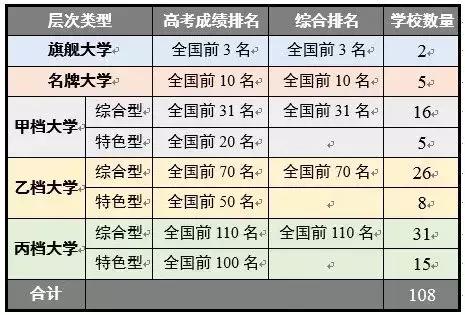 层次类型 高考成绩排名 综合排名 学校数量
旗舰大学 全国前 3 名 全国前 3 名 2
名牌大学 全国前 10 名 全国前 10 名 5
甲档大学 综合型 全国前 31 名 全国前 31 名 16
特色型 全国前 20 名 5
乙档大学 综合型 全国前 70 名 全国前 70 名 26
特色型 全国前 50 名 8
丙档大学 综合型 全国前 110 名 全国前 110 名 31
特色型 全国前 100 名 15
合计 108